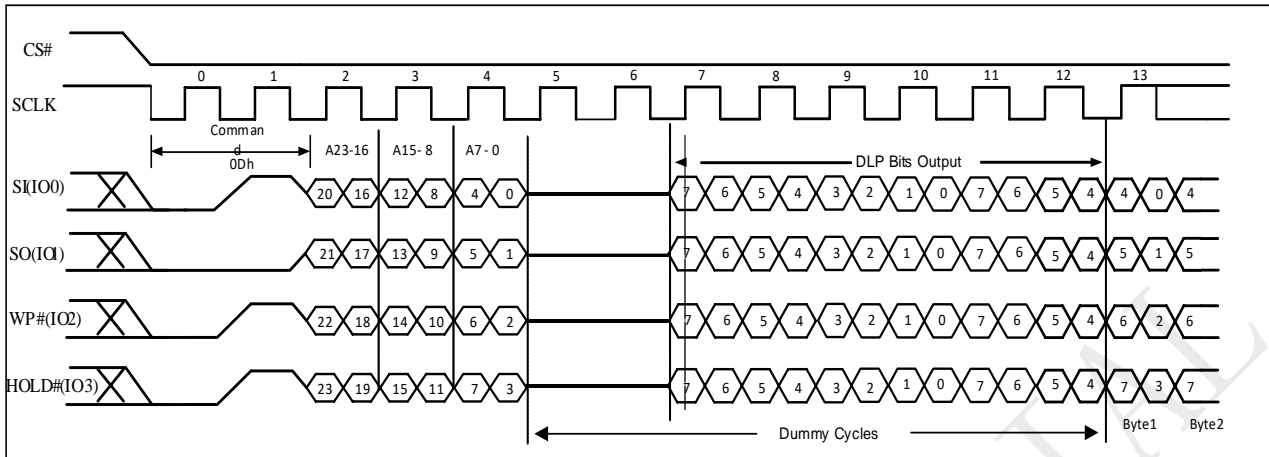 CS#
0 1 2 3 4 5 6 7 8 9 10 11 12 13
SCLK
Comman
d
0Dh
A23-16 A15-8 A7-0
DLP Bits Output
SI(IO0) 20 16 12 8 4 0 7 6 5 4 3 2 1 0 7 6 5 4 4 0 4
SO(IO1) 21 17 13 9 5 1 7 6 5 4 3 2 1 0 7 6 5 4 5 1 5
WP#(IO2) 22 18 14 10 6 2 7 6 5 4 3 2 1 0 7 6 5 4 6 2 6
HOLD#(IO3) 23 19 15 11 7 3 7 6 5 4 3 2 1 0 7 6 5 4 7 3 7
Byte1 Byte2
Dummy Cycles